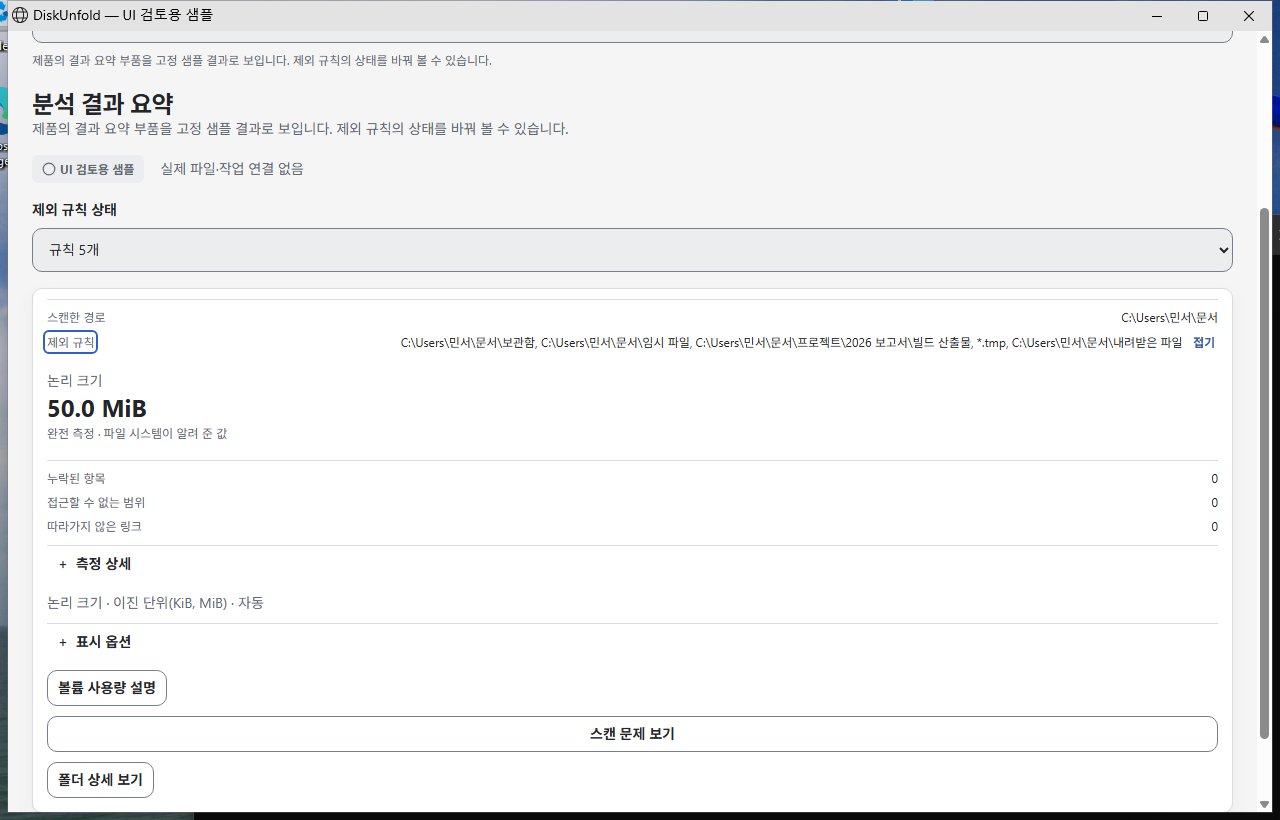 DiskUnfold — UI 검토용 샘플
제품의 결과 요약 부품을 고정 샘플 결과로 보입니다. 제외 규칙의 상태를 바꿔 볼 수 있습니다.
분석 결과 요약
제품의 결과 요약 부품을 고정 샘플 결과로 보입니다. 제외 규칙의 상태를 바꿔 볼 수 있습니다.
UI 검토용 샘플 실제 파일·작업 연결 없음
제외 규칙 상태
규칙 5개
스캔한 경로 C:\Users\민서\문서
제외 규칙 C:\Users\민서\문서\보관함, C:\Users\민서\문서\임시 파일, C:\Users\민서\문서\프로젝트\2026 보고서\빌드 산출물, *.tmp, C:\Users\민서\문서\내려받은 파일 접기
논리 크기
50.0 MiB
완전 측정 · 파일 시스템이 알려 준 값
누락된 항목 0
접근할 수 없는 범위 0
따라가지 않은 링크 0
+ 측정 상세
논리 크기 · 이진 단위(KiB, MiB) · 자동
+ 표시 옵션
볼륨 사용량 설명
스캔 문제 보기
폴더 상세 보기